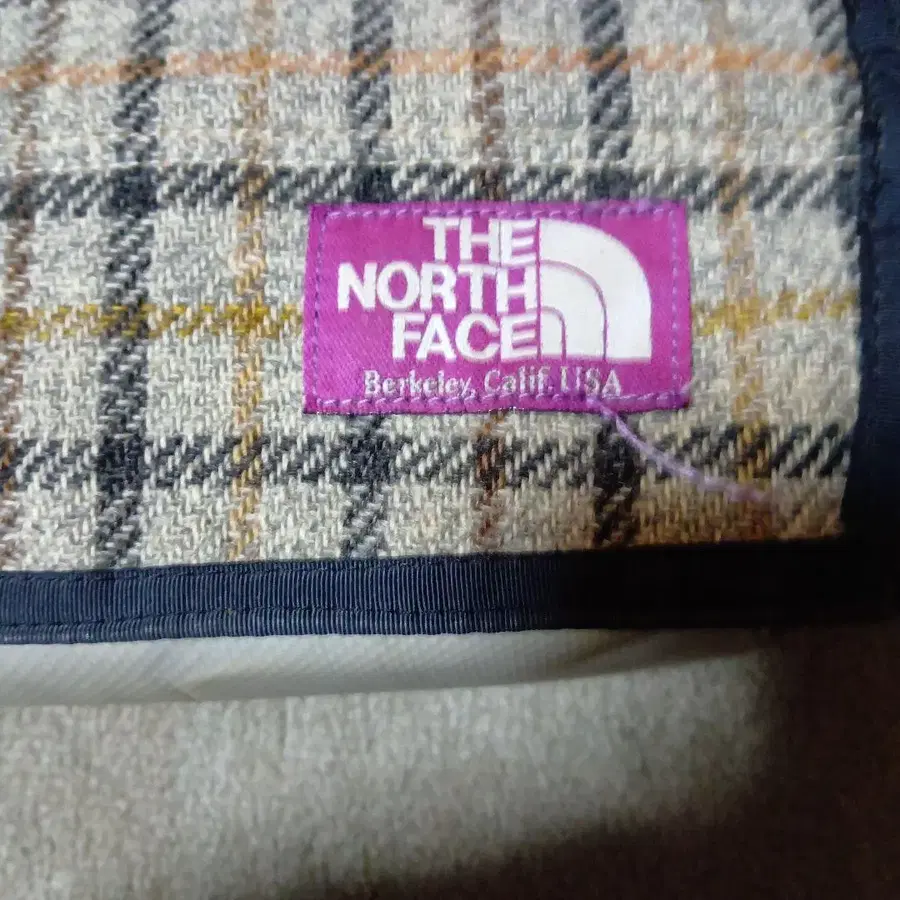 THE
NORTH
FACE
Berkeley, Calif. USA